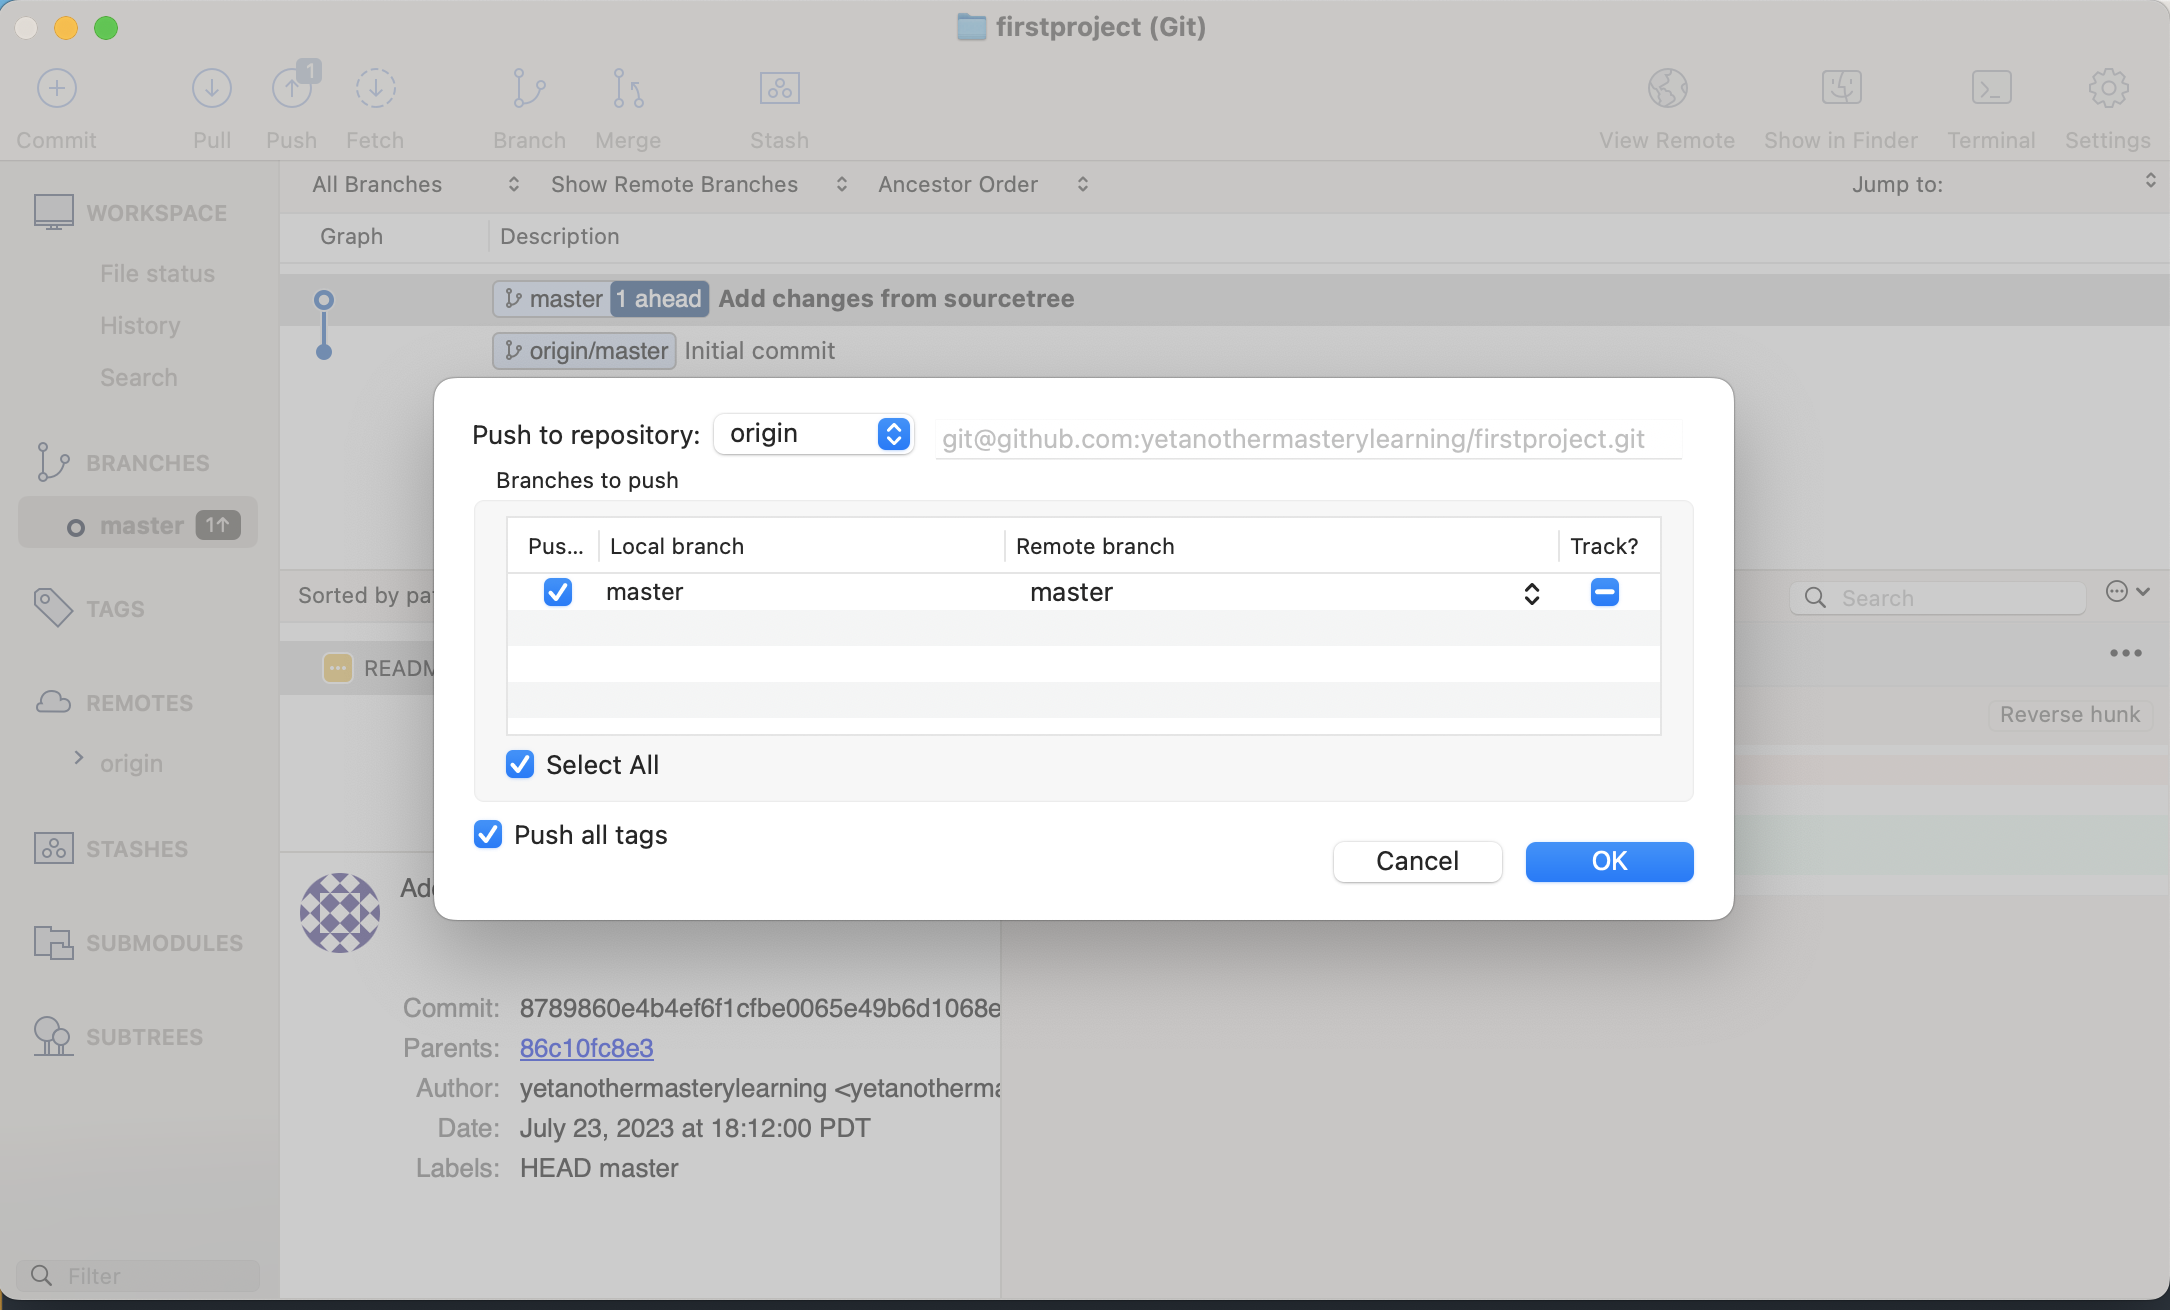 firstproject (Git)
1
Commit Pull Push Fetch Branch Merge Stash View Remote Show in Finder Terminal Settings
All Branches Show Remote Branches Ancestor Order Jump to:
WORKSPACE
File status
History
Search
BRANCHES
master 1↑
TAGS
REMOTES
origin
STASHES
SUBMODULES
SUBTREES
Filter
Graph Description
master 1 ahead Add changes from sourcetree
origin/master Initial commit
Push to repository: origin git@github.com:yetanothermasterylearning/firstproject.git
Branches to push
Pus... Local branch Remote branch Track?
master master
Select All
Push all tags
Cancel OK
Sorted by pa
Search
READM
Reverse hunk
Ad
Commit: 8789860e4b4ef6f1cfbe0065e49b6d1068e
Parents: 86c10fc8e3
Author: yetanothermasterylearning <yetanotherma
Date: July 23, 2023 at 18:12:00 PDT
Labels: HEAD master